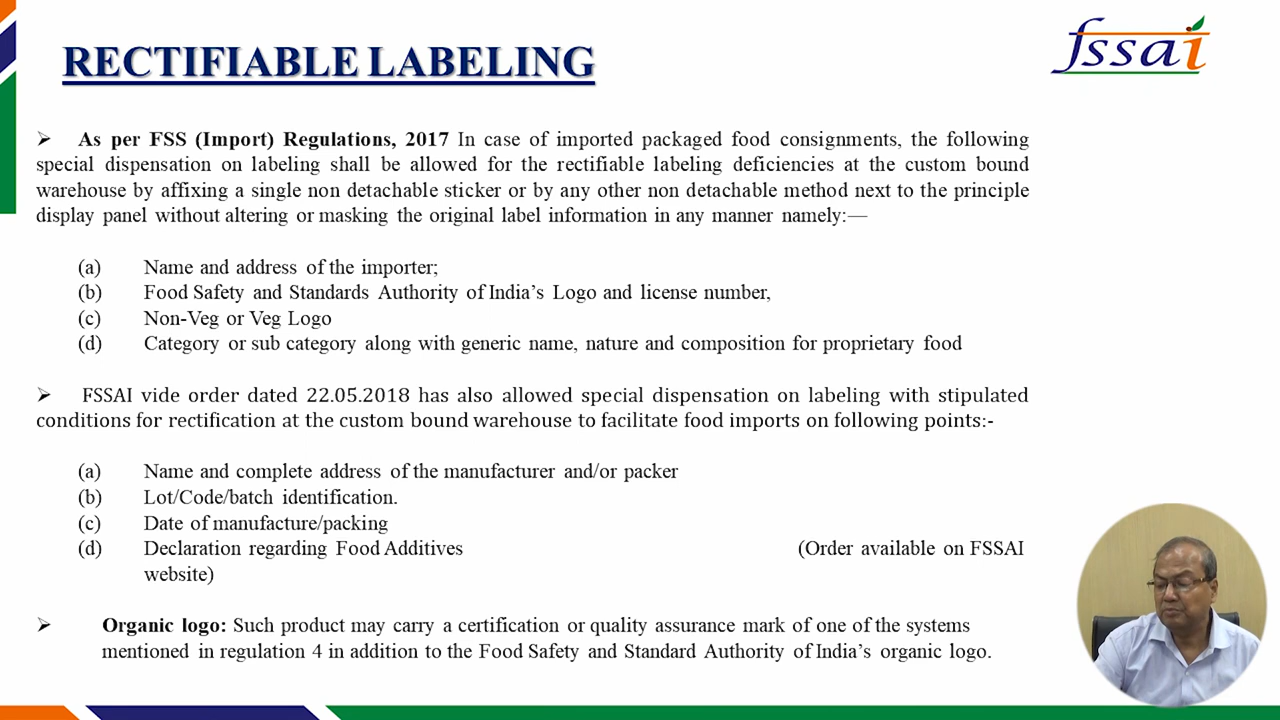 RECTIFIABLE LABELING
fssai
➢ As per FSS (Import) Regulations, 2017 In case of imported packaged food consignments, the following
special dispensation on labeling shall be allowed for the rectifiable labeling deficiencies at the custom bound
warehouse by affixing a single non detachable sticker or by any other non detachable method next to the principle
display panel without altering or masking the original label information in any manner namely:—
(a) Name and address of the importer;
(b) Food Safety and Standards Authority of India’s Logo and license number,
(c) Non-Veg or Veg Logo
(d) Category or sub category along with generic name, nature and composition for proprietary food
➢ FSSAI vide order dated 22.05.2018 has also allowed special dispensation on labeling with stipulated
conditions for rectification at the custom bound warehouse to facilitate food imports on following points:-
(a) Name and complete address of the manufacturer and/or packer
(b) Lot/Code/batch identification.
(c) Date of manufacture/packing
(d) Declaration regarding Food Additives (Order available on FSSAI
website)
➢ Organic logo: Such product may carry a certification or quality assurance mark of one of the systems
mentioned in regulation 4 in addition to the Food Safety and Standard Authority of India’s organic logo.